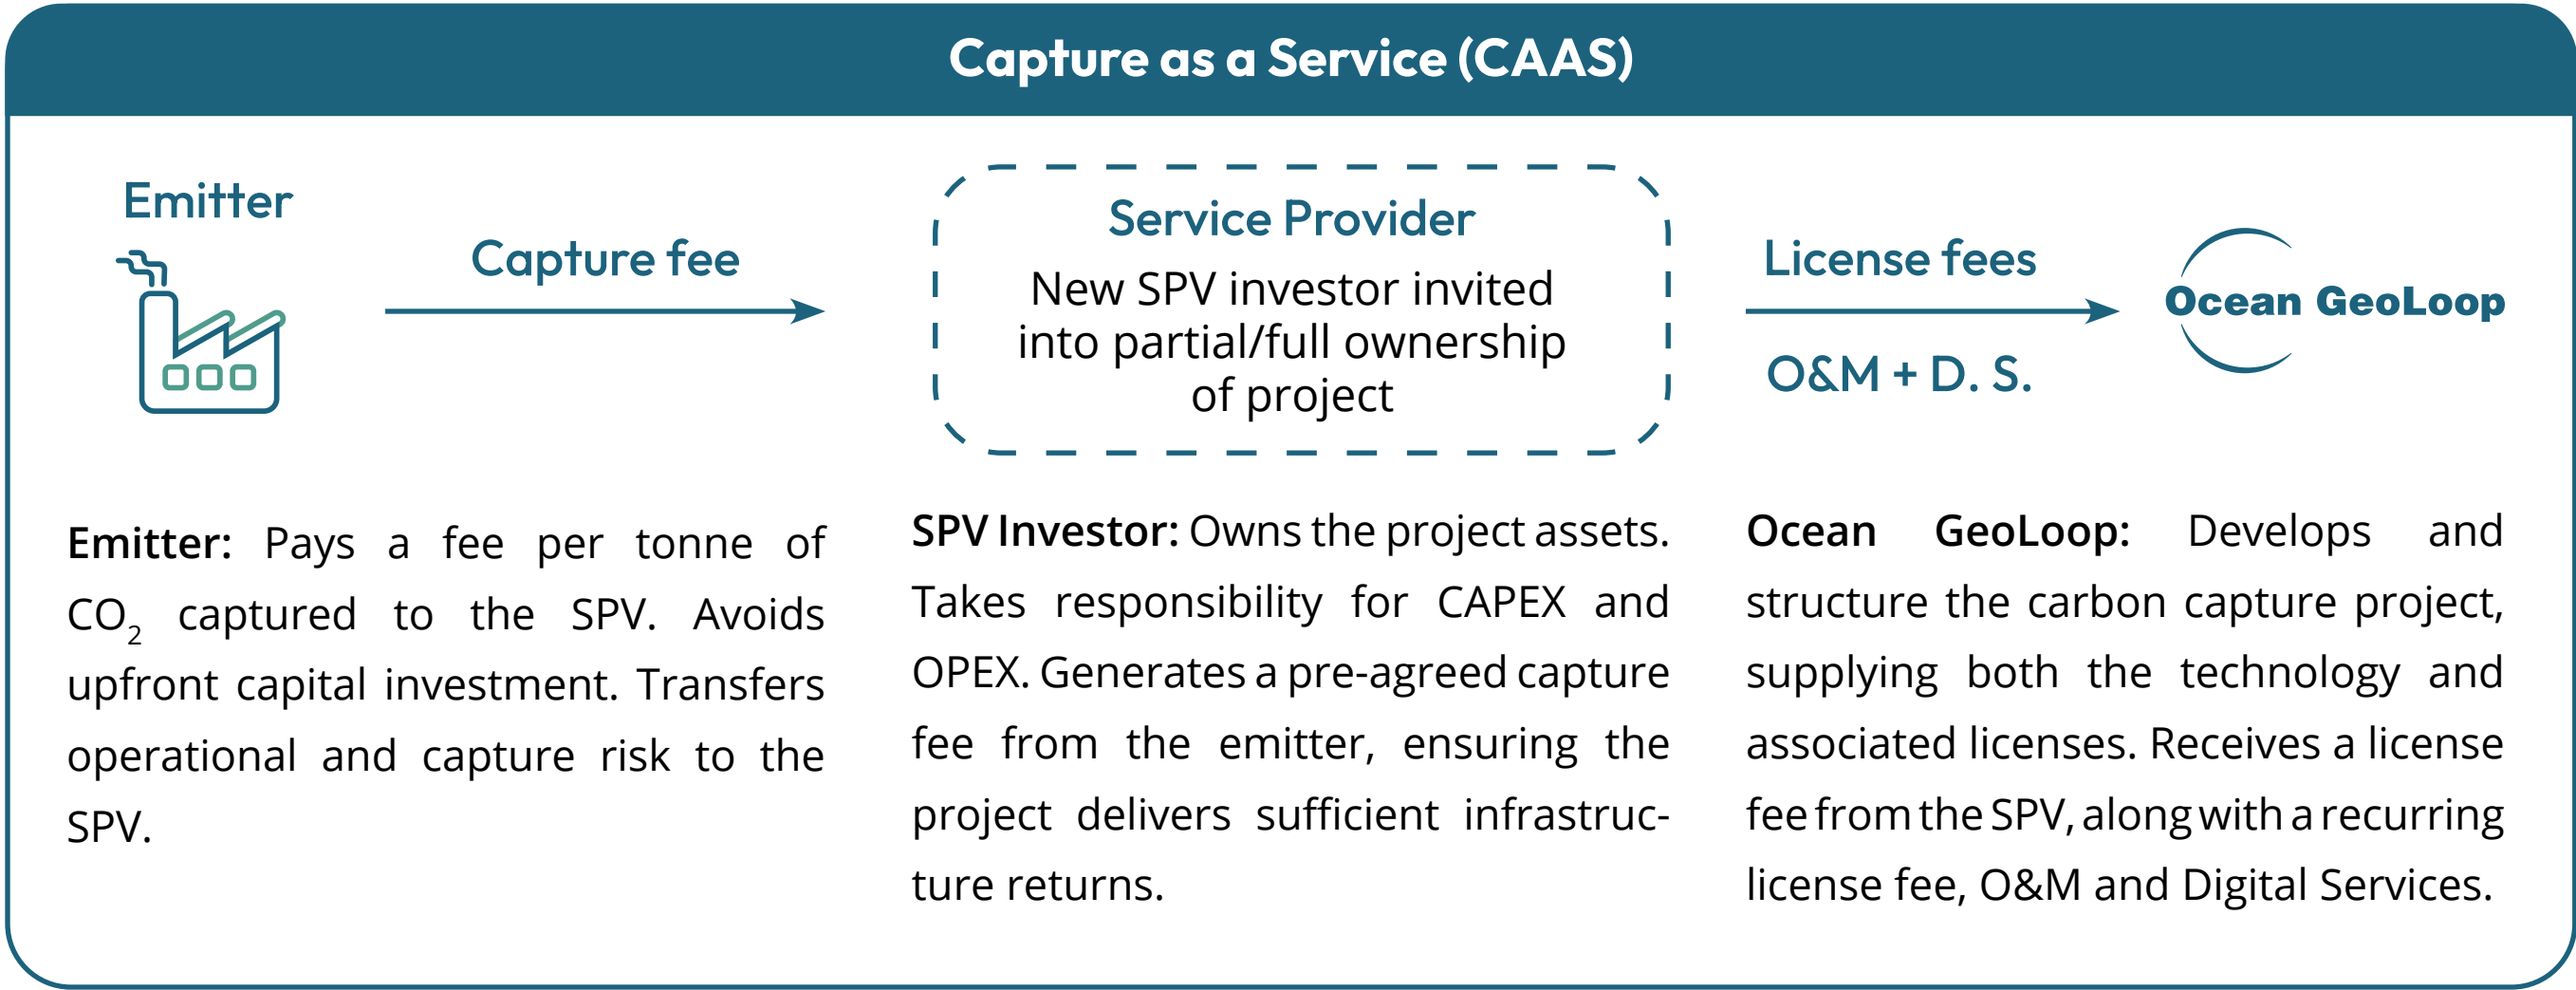 Capture as a Service (CAAS)
Emitter
Capture fee
Service Provider
New SPV investor invited
into partial/full ownership
of project
License fees
O&M + D. S.
Ocean GeoLoop
Emitter: Pays a fee per tonne of
CO₂ captured to the SPV. Avoids
upfront capital investment. Transfers
operational and capture risk to the
SPV.
SPV Investor: Owns the project assets.
Takes responsibility for CAPEX and
OPEX. Generates a pre-agreed capture
fee from the emitter, ensuring the
project delivers sufficient infrastruc-
ture returns.
Ocean GeoLoop: Develops and
structure the carbon capture project,
supplying both the technology and
associated licenses. Receives a license
fee from the SPV, along with a recurring
license fee, O&M and Digital Services.